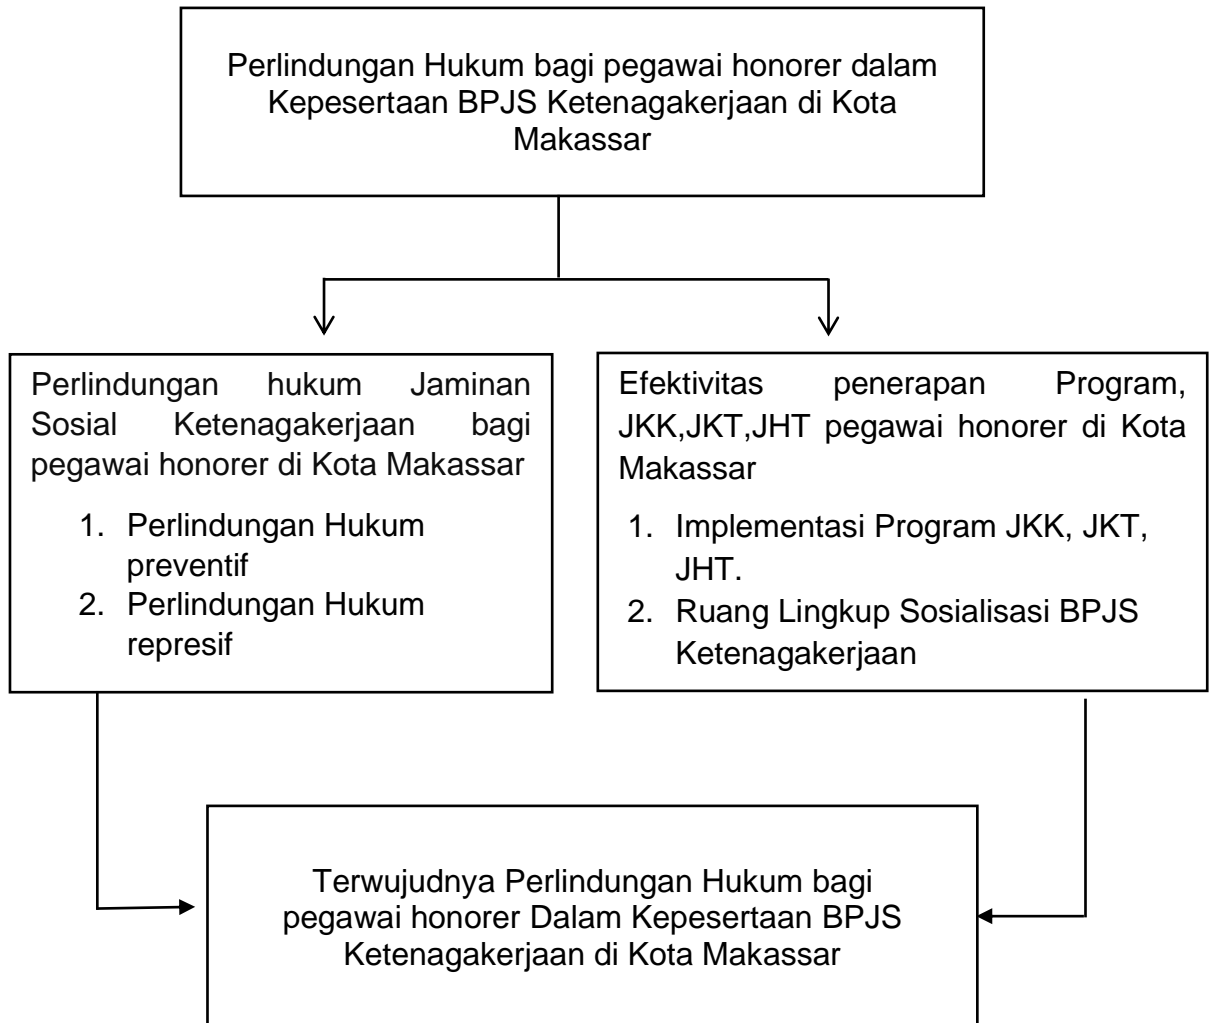 Perlindungan Hukum bagi pegawai honorer dalam
Kepesertaan BPJS Ketenagakerjaan di Kota
Makassar
Perlindungan hukum Jaminan
Sosial Ketenagakerjaan bagi
pegawai honorer di Kota Makassar
1. Perlindungan Hukum
preventif
2. Perlindungan Hukum
represif
Efektivitas penerapan Program,
JKK,JKT,JHT pegawai honorer di Kota
Makassar
1. Implementasi Program JKK, JKT,
JHT.
2. Ruang Lingkup Sosialisasi BPJS
Ketenagakerjaan
Terwujudnya Perlindungan Hukum bagi
pegawai honorer Dalam Kepesertaan BPJS
Ketenagakerjaan di Kota Makassar